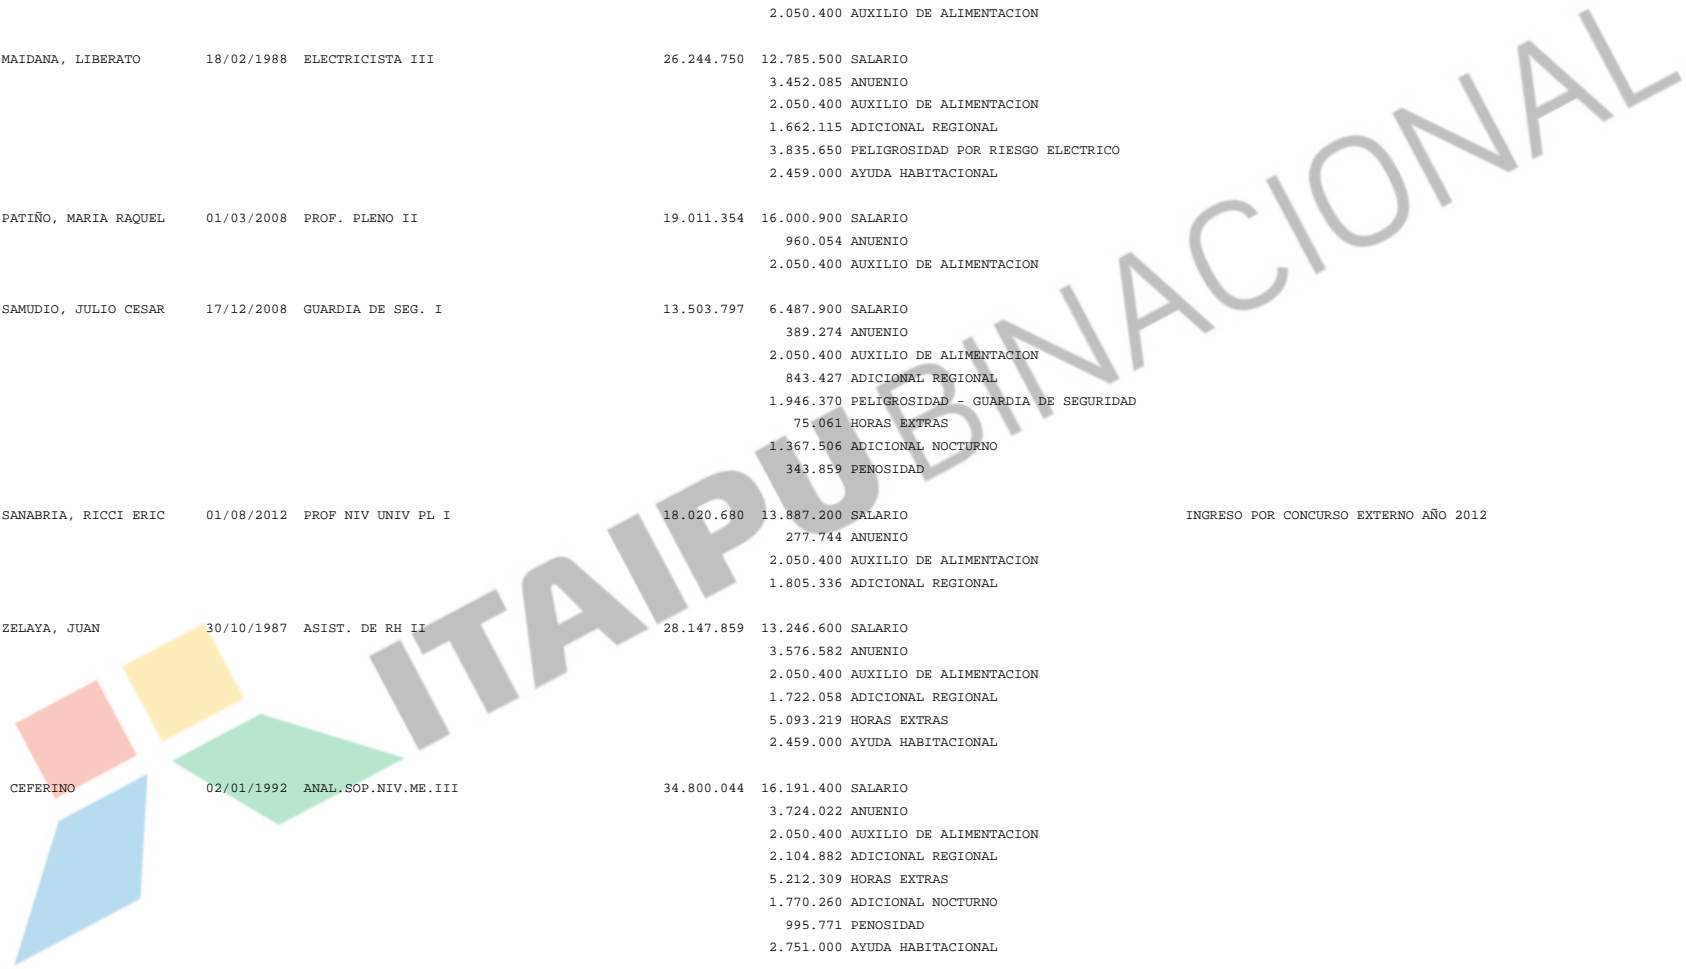 2.050.400 AUXILIO DE ALIMENTACION
MAIDANA, LIBERATO 18/02/1988 ELECTRICISTA III 26.244.750 12.785.500 SALARIO
3.452.085 ANUENIO
2.050.400 AUXILIO DE ALIMENTACION
1.662.115 ADICIONAL REGIONAL
3.835.650 PELIGROSIDAD POR RIESGO ELECTRICO
2.459.000 AYUDA HABITACIONAL
PATIÑO, MARIA RAQUEL 01/03/2008 PROF. PLENO II 19.011.354 16.000.900 SALARIO
960.054 ANUENIO
2.050.400 AUXILIO DE ALIMENTACION
SAMUDIO, JULIO CESAR 17/12/2008 GUARDIA DE SEG. I 13.503.797 6.487.900 SALARIO
389.274 ANUENIO
2.050.400 AUXILIO DE ALIMENTACION
843.427 ADICIONAL REGIONAL
1.946.370 PELIGROSIDAD - GUARDIA DE SEGURIDAD
75.061 HORAS EXTRAS
1.367.506 ADICIONAL NOCTURNO
343.859 PENOSIDAD
SANABRIA, RICCI ERIC 01/08/2012 PROF NIV UNIV PL I 18.020.680 13.887.200 SALARIO INGRESO POR CONCURSO EXTERNO AÑO 2012
277.744 ANUENIO
2.050.400 AUXILIO DE ALIMENTACION
1.805.336 ADICIONAL REGIONAL
ZELAYA, JUAN 30/10/1987 ASIST. DE RH II 28.147.859 13.246.600 SALARIO
3.576.582 ANUENIO
2.050.400 AUXILIO DE ALIMENTACION
1.722.058 ADICIONAL REGIONAL
5.093.219 HORAS EXTRAS
2.459.000 AYUDA HABITACIONAL
CEFERINO 02/01/1992 ANAL.SOP.NIV.ME.III 34.800.044 16.191.400 SALARIO
3.724.022 ANUENIO
2.050.400 AUXILIO DE ALIMENTACION
2.104.882 ADICIONAL REGIONAL
5.212.309 HORAS EXTRAS
1.770.260 ADICIONAL NOCTURNO
995.771 PENOSIDAD
2.751.000 AYUDA HABITACIONAL
ITAIPU BINACIONAL